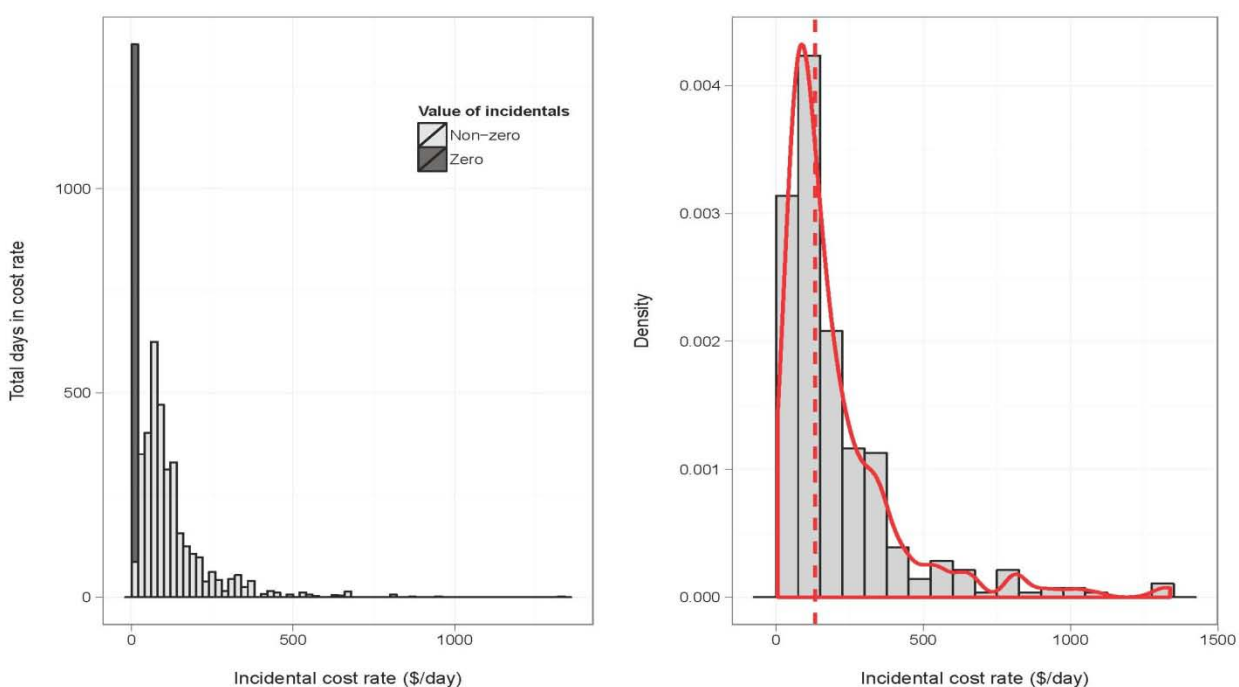 Total days in cost rate
1000
500
0
Value of incidentals
Non-zero
Zero
0
500
1000
Incidental cost rate ($/day)
Density
0.004
0.003
0.002
0.001
0.000
0
500
1000
1500
Incidental cost rate ($/day)